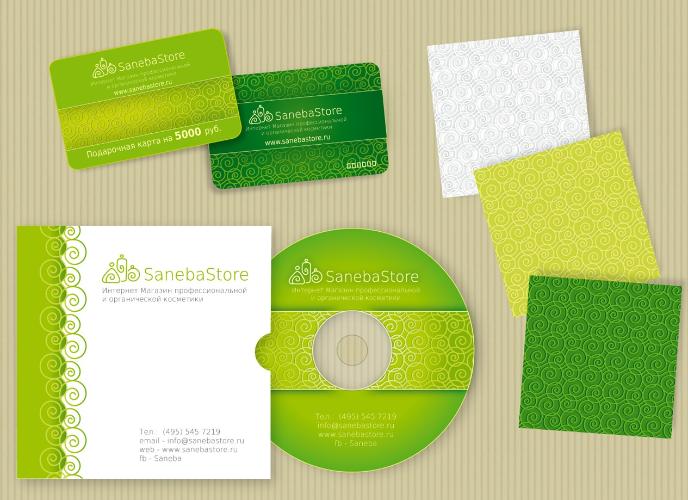 SanebaStore
Интернет Магазин профессиональной
и органической косметики
www.sanebastore.ru
Подарочная карта на 5000 руб.
SanebaStore
Интернет Магазин профессиональной
и органической косметики
www.sanebastore.ru
SanebaStore
Интернет Магазин профессиональной
и органической косметики
Тел.: (495) 545 7219
email - info@sanebastore.ru
web - www.sanebastore.ru
fb - Saneba
SanebaStore
Интернет Магазин профессиональной
и органической косметики
Тел.: (495) 545 7219
info@sanebastore.ru
www.sanebastore.ru
fb - Saneba